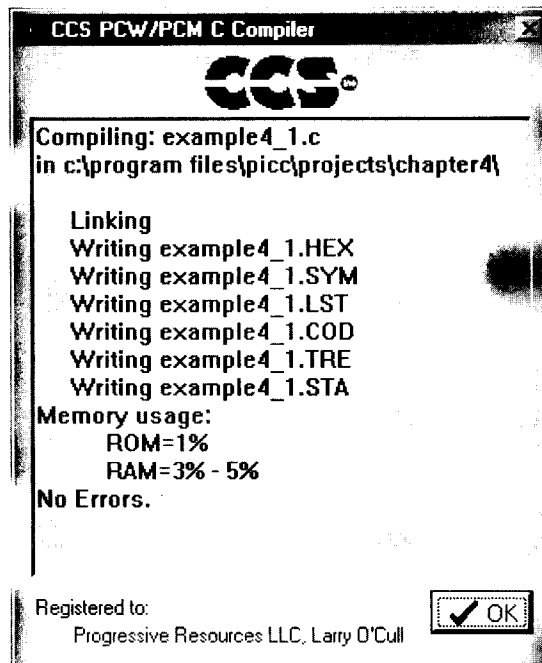 CCS PCW/PCM C Compiler
CCS
Compiling: example4_1.c
in c:\program files\picc\projects\chapter4\
Linking
Writing example4_1.HEX
Writing example4_1.SYM
Writing example4_1.LST
Writing example4_1.COD
Writing example4_1.TRE
Writing example4_1.STA
Memory usage:
ROM=1%
RAM=3% - 5%
No Errors.
Registered to:
OK
Progressive Resources LLC, Larry O'Cull